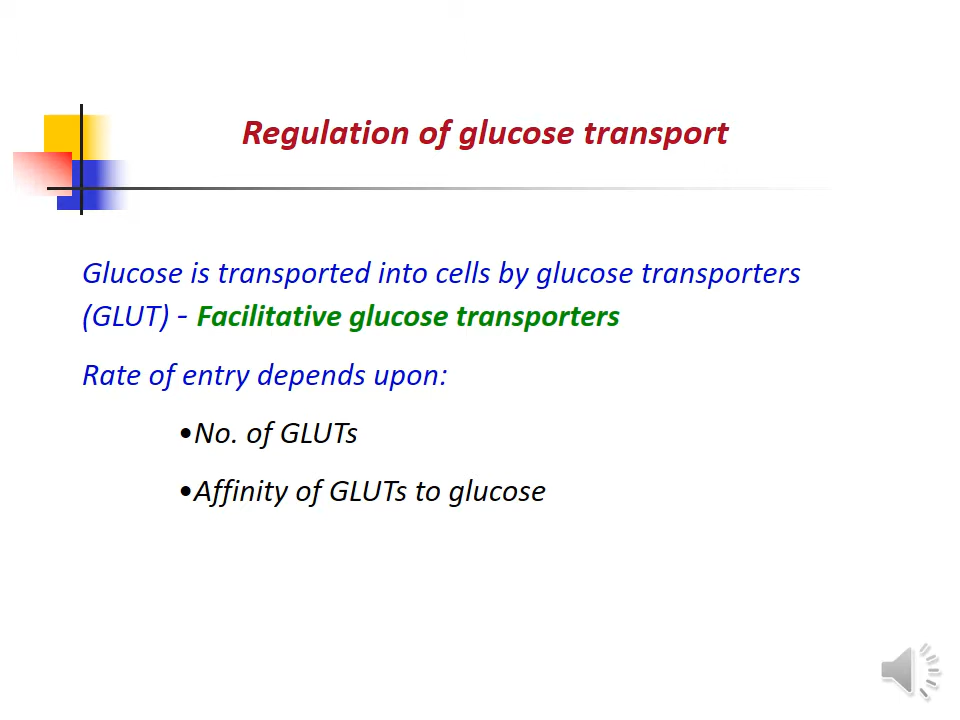 Regulation of glucose transport
Glucose is transported into cells by glucose transporters
(GLUT) - Facilitative glucose transporters
Rate of entry depends upon:
•No. of GLUTs
•Affinity of GLUTs to glucose